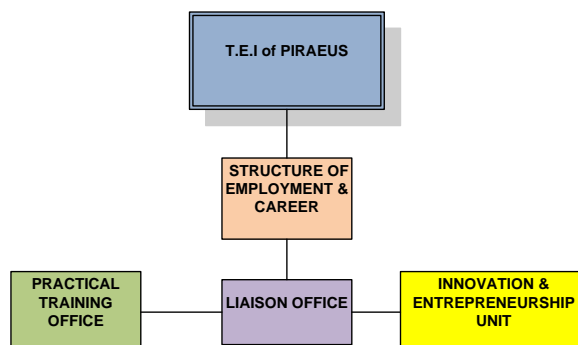 T.E.I of PIRAEUS
STRUCTURE OF
EMPLOYMENT &
CAREER
PRACTICAL
TRAINING
OFFICE
LIAISON OFFICE
INNOVATION &
ENTREPRENEURSHIP
UNIT